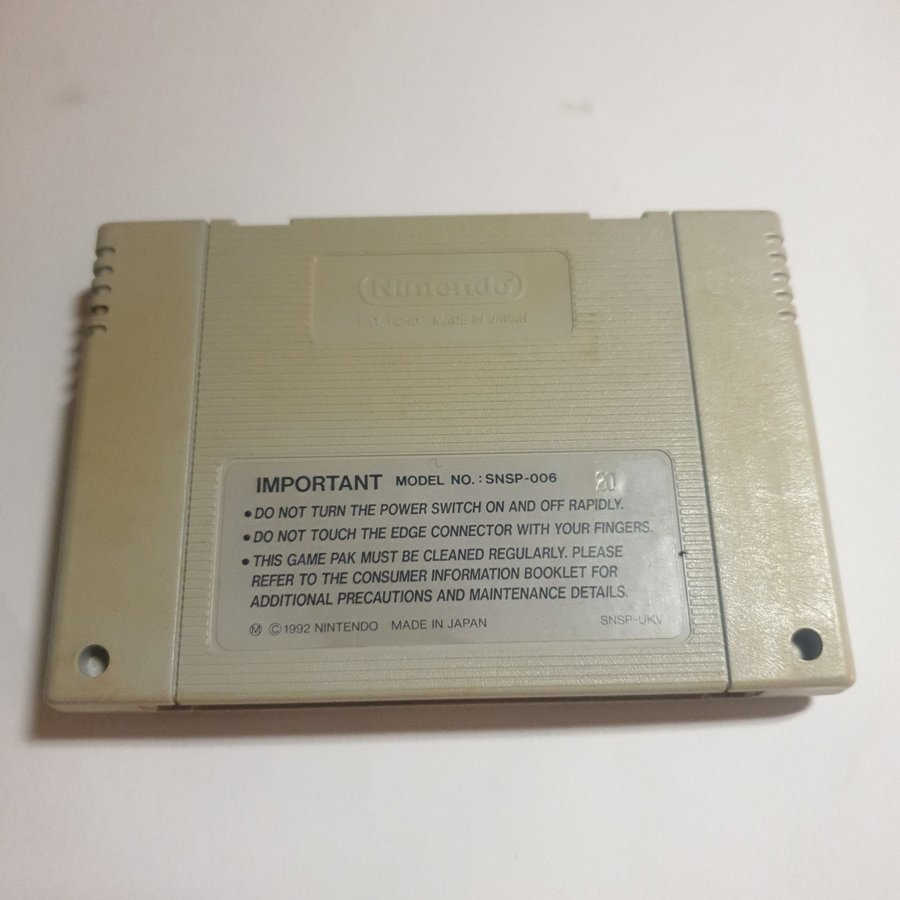 Nintendo®
PAT. PEND. MADE IN JAPAN
IMPORTANT MODEL NO.: SNSP-006 20
• DO NOT TURN THE POWER SWITCH ON AND OFF RAPIDLY.
• DO NOT TOUCH THE EDGE CONNECTOR WITH YOUR FINGERS.
• THIS GAME PAK MUST BE CLEANED REGULARLY. PLEASE
REFER TO THE CONSUMER INFORMATION BOOKLET FOR
ADDITIONAL PRECAUTIONS AND MAINTENANCE DETAILS.
Ⓜ © 1992 NINTENDO MADE IN JAPAN SNSP-UKV